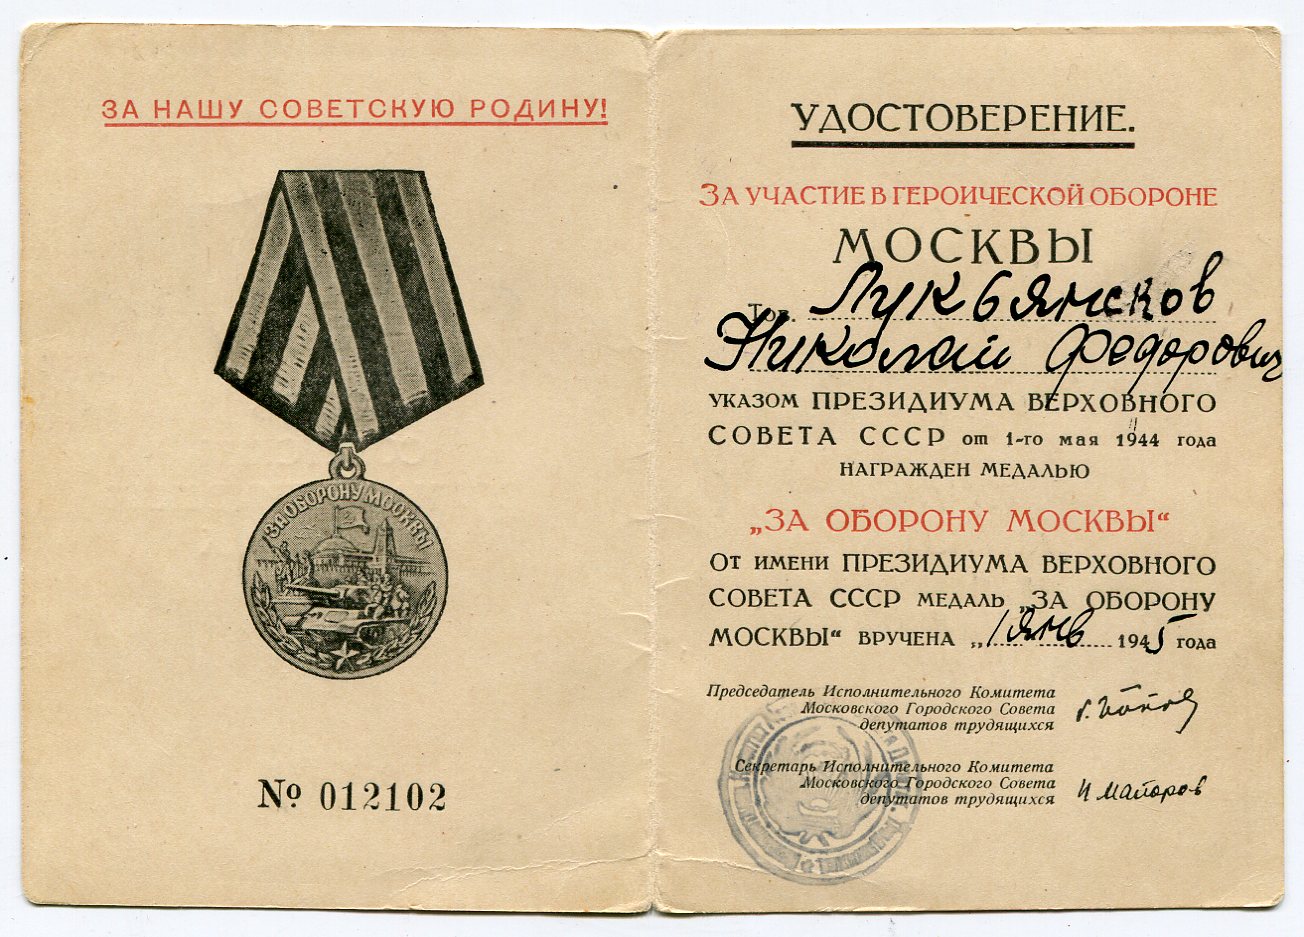 ЗА НАШУ СОВЕТСКУЮ РОДИНУ!
ЗА ОБОРОНУ МОСКВЫ
№ 012102
УДОСТОВЕРЕНИЕ.
ЗА УЧАСТИЕ В ГЕРОИЧЕСКОЙ ОБОРОНЕ
МОСКВЫ
Тов. Лукьянсков
Николай Федорович
УКАЗОМ ПРЕЗИДИУМА ВЕРХОВНОГО
СОВЕТА СССР от 1-го мая 1944 года
НАГРАЖДЕН МЕДАЛЬЮ
„ЗА ОБОРОНУ МОСКВЫ“
ОТ ИМЕНИ ПРЕЗИДИУМА ВЕРХОВНОГО
СОВЕТА СССР МЕДАЛЬ „ЗА ОБОРОНУ
МОСКВЫ“ ВРУЧЕНА „1 янв 1945 года
Председатель Исполнительного Комитета
Московского Городского Совета
депутатов трудящихся
Г. Попов
Секретарь Исполнительного Комитета
Московского Городского Совета
депутатов трудящихся
П Майоров